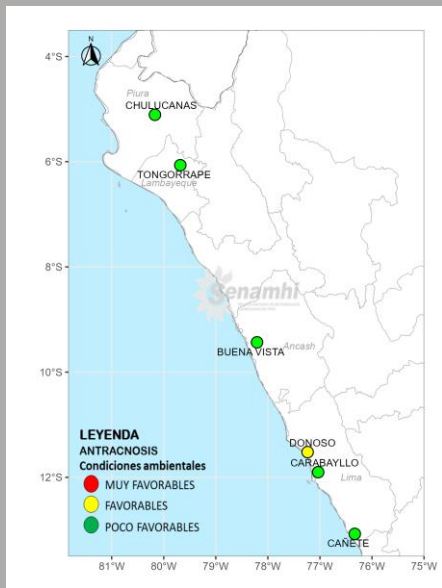 N
4°S
Piura
CHULUCANAS
6°S
TONGORRAPE
Lambayeque
8°S
Senamhi
BUENA VISTA
Ancash
10°S
LEYENDA
ANTRACNOSIS
Condiciones ambientales
MUY FAVORABLES
FAVORABLES
POCO FAVORABLES
DONOSO
CARABAYLLO
Lima
12°S
CAÑETE
81°W 80°W 79°W 78°W 77°W 76°W 75°W